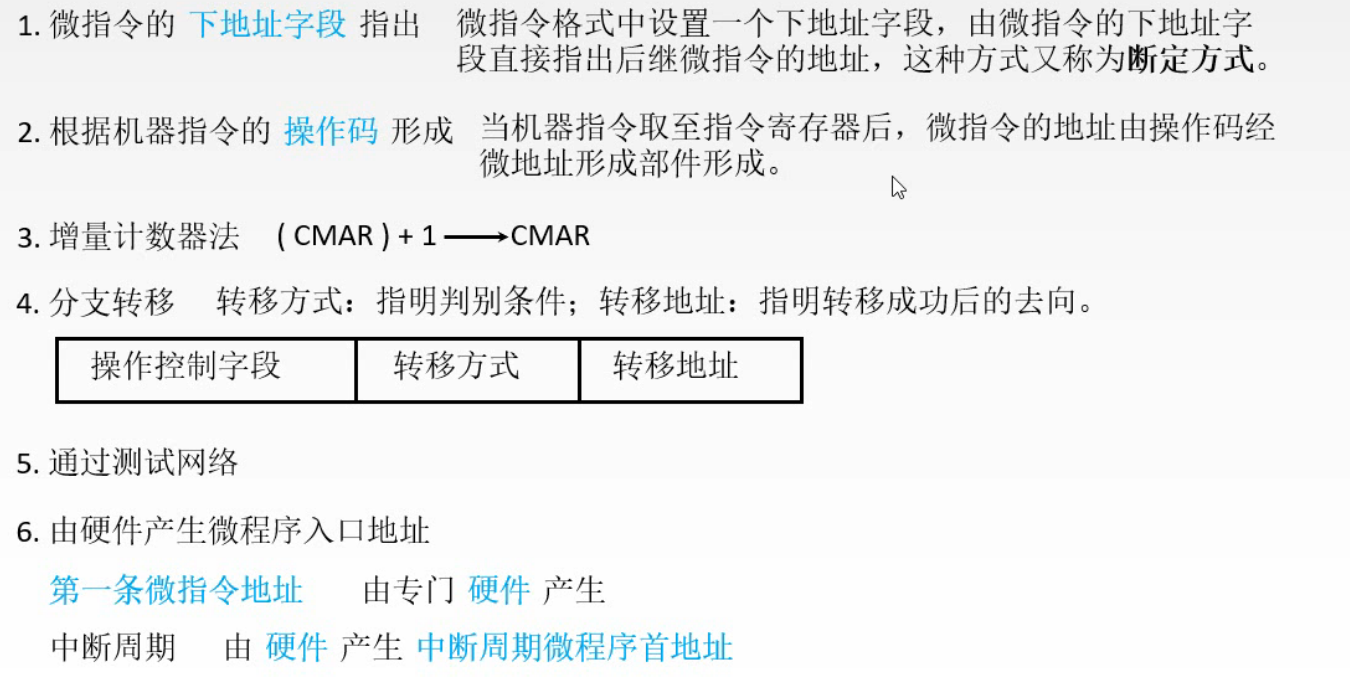 1. 微指令的 下地址字段 指出 微指令格式中设置一个下地址字段，由微指令的下地址字
段直接指出后继微指令的地址，这种方式又称为断定方式。
2. 根据机器指令的 操作码 形成 当机器指令取至指令寄存器后，微指令的地址由操作码经
微地址形成部件形成。
3. 增量计数器法 ( CMAR ) + 1 ⟶ CMAR
4. 分支转移 转移方式：指明判别条件；转移地址：指明转移成功后的去向。
操作控制字段 转移方式 转移地址
5. 通过测试网络
6. 由硬件产生微程序入口地址
第一条微指令地址 由专门 硬件 产生
中断周期 由 硬件 产生 中断周期微程序首地址